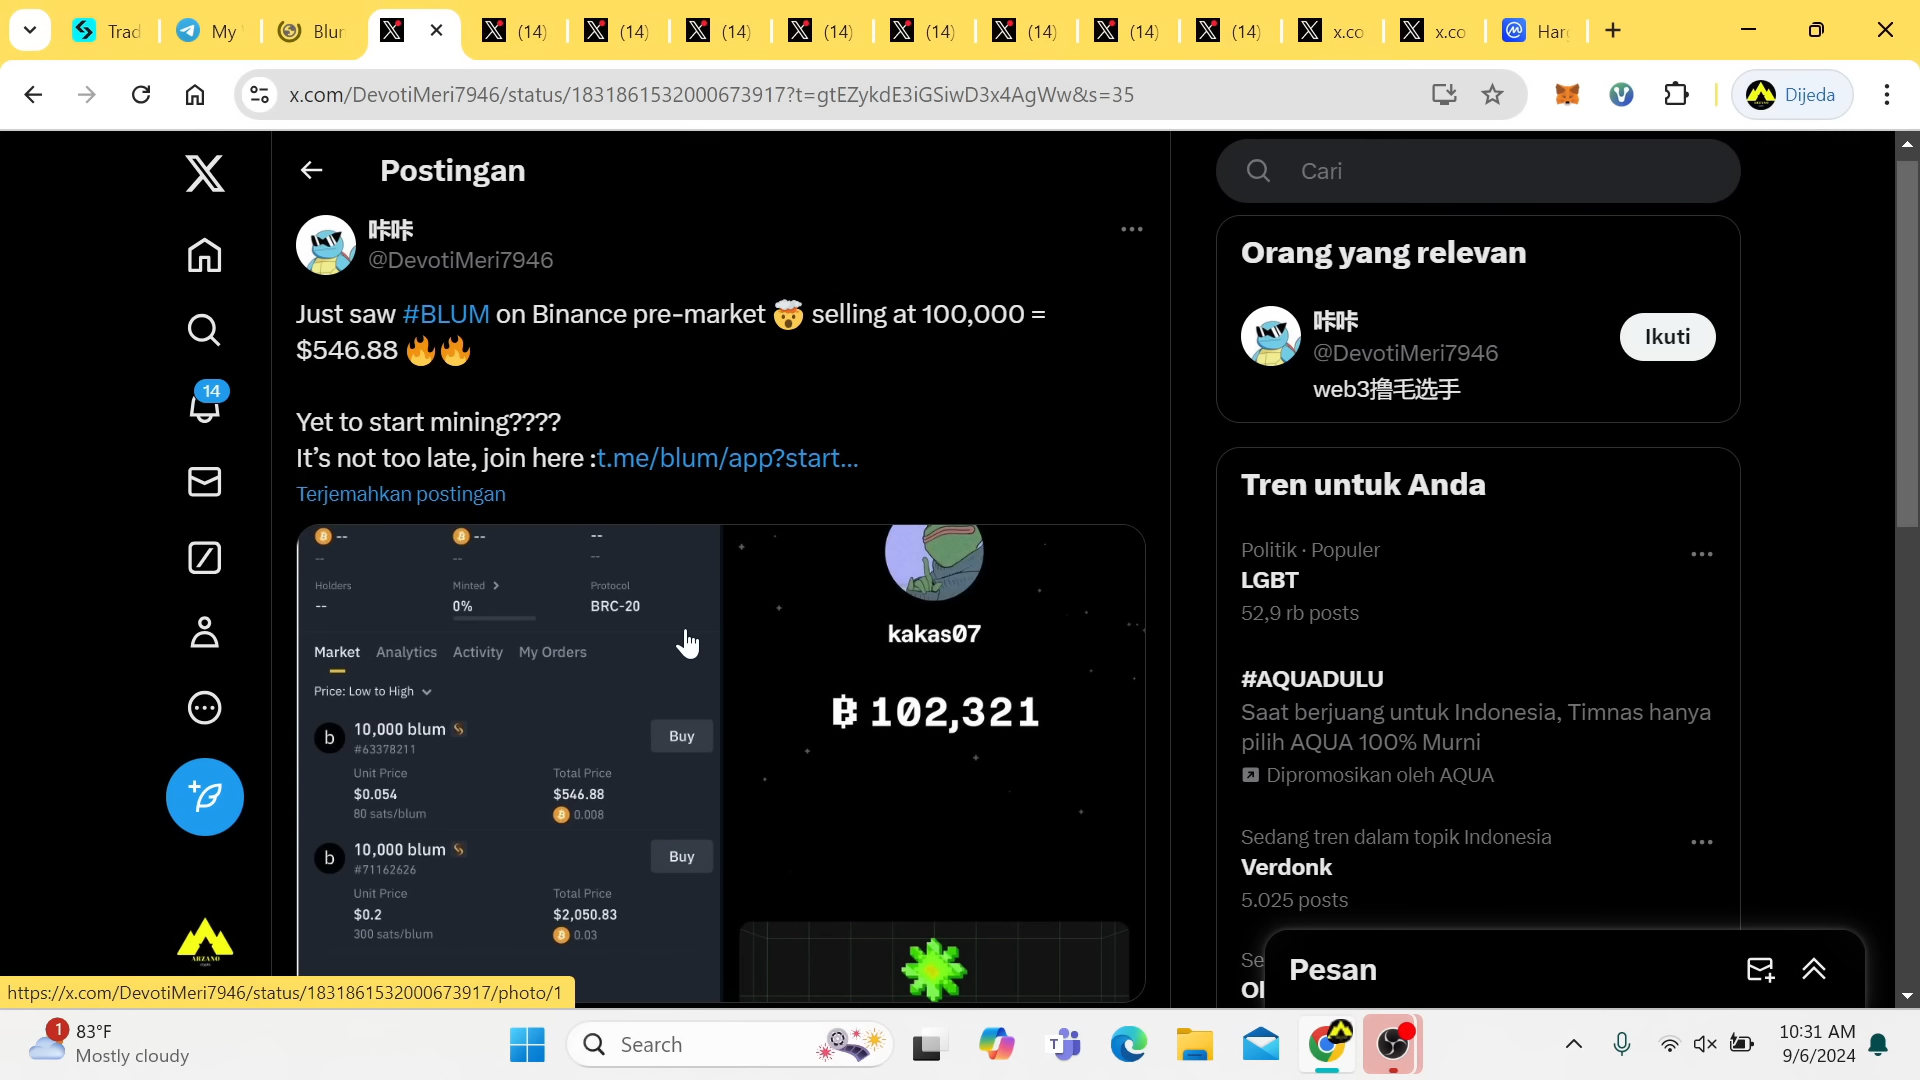 Trad
My
Blur
(14)
(14)
(14)
(14)
(14)
(14)
(14)
(14)
x.co
x.co
Har
x.com/DevotiMeri7946/status/1831861532000673917?t=gtEZykdE3iGSiwD3x4AgWw&s=35
Dijeda
Postingan
咔咔
@DevotiMeri7946
Just saw #BLUM on Binance pre-market 🤯 selling at 100,000 =
$546.88 🔥🔥
Yet to start mining????
It’s not too late, join here :t.me/blum/app?start…
Terjemahkan postingan
-- -- --
-- -- --
Holders Minted Protocol
-- 0% BRC-20
Market Analytics Activity My Orders
Price: Low to High
b 10,000 blum Buy
#63378211
Unit Price Total Price
$0.054 $546.88
80 sats/blum 0.008
b 10,000 blum Buy
#71162626
Unit Price Total Price
$0.2 $2,050.83
300 sats/blum 0.03
kakas07
102,321
14
ARZANO
Cari
Orang yang relevan
咔咔
@DevotiMeri7946
web3撸毛选手
Ikuti
Tren untuk Anda
Politik · Populer
LGBT
52,9 rb posts
#AQUADULU
Saat berjuang untuk Indonesia, Timnas hanya
pilih AQUA 100% Murni
Dipromosikan oleh AQUA
Sedang tren dalam topik Indonesia
Verdonk
5.025 posts
Se
Ol
Pesan
https://x.com/DevotiMeri7946/status/1831861532000673917/photo/1
1
83°F
Mostly cloudy
Search
10:31 AM
9/6/2024